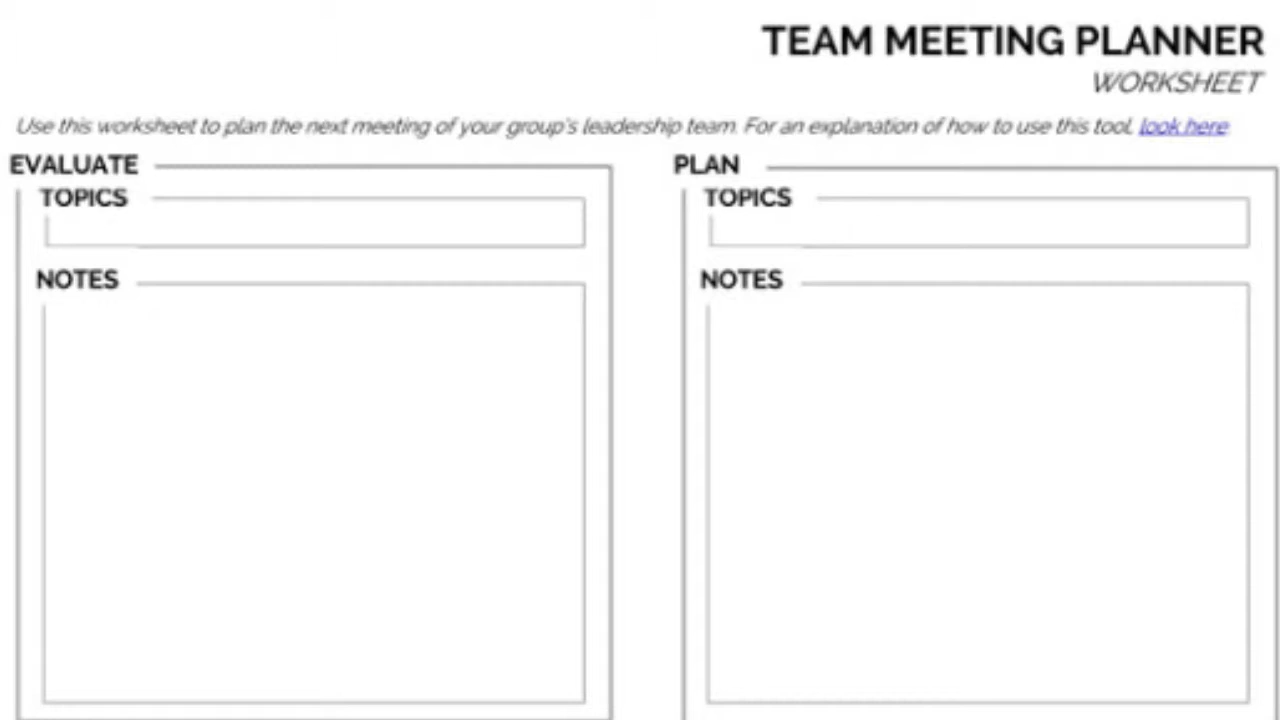 TEAM MEETING PLANNER
WORKSHEET
Use this worksheet to plan the next meeting of your group's leadership team. For an explanation of how to use this tool, look here
EVALUATE
TOPICS
NOTES
PLAN
TOPICS
NOTES